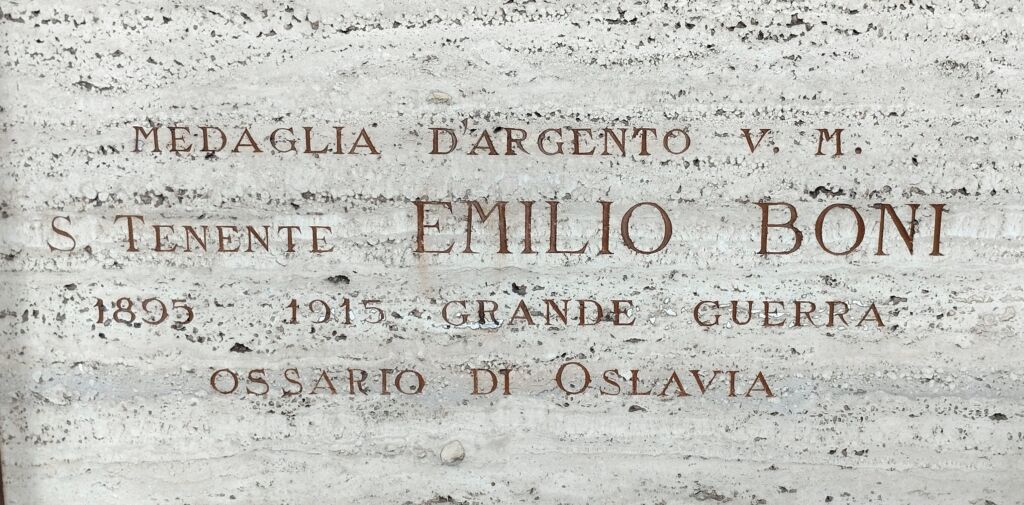 MEDAGLIA D'ARGENTO V. M.
S. TENENTE EMILIO BONI
1895 1915 GRANDE GUERRA
OSSARIO DI OSLAVIA